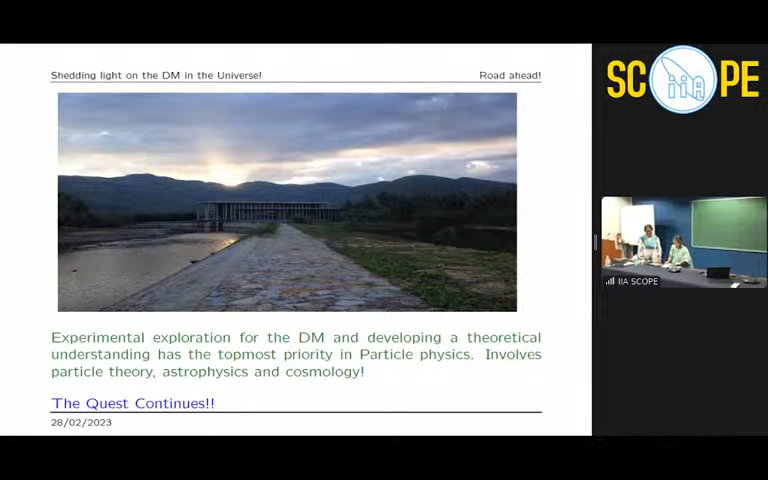 Shedding light on the DM in the Universe!
Road ahead!
SC iiA PE
IIA SCOPE
Experimental exploration for the DM and developing a theoretical
understanding has the topmost priority in Particle physics. Involves
particle theory, astrophysics and cosmology!
The Quest Continues!!
28/02/2023